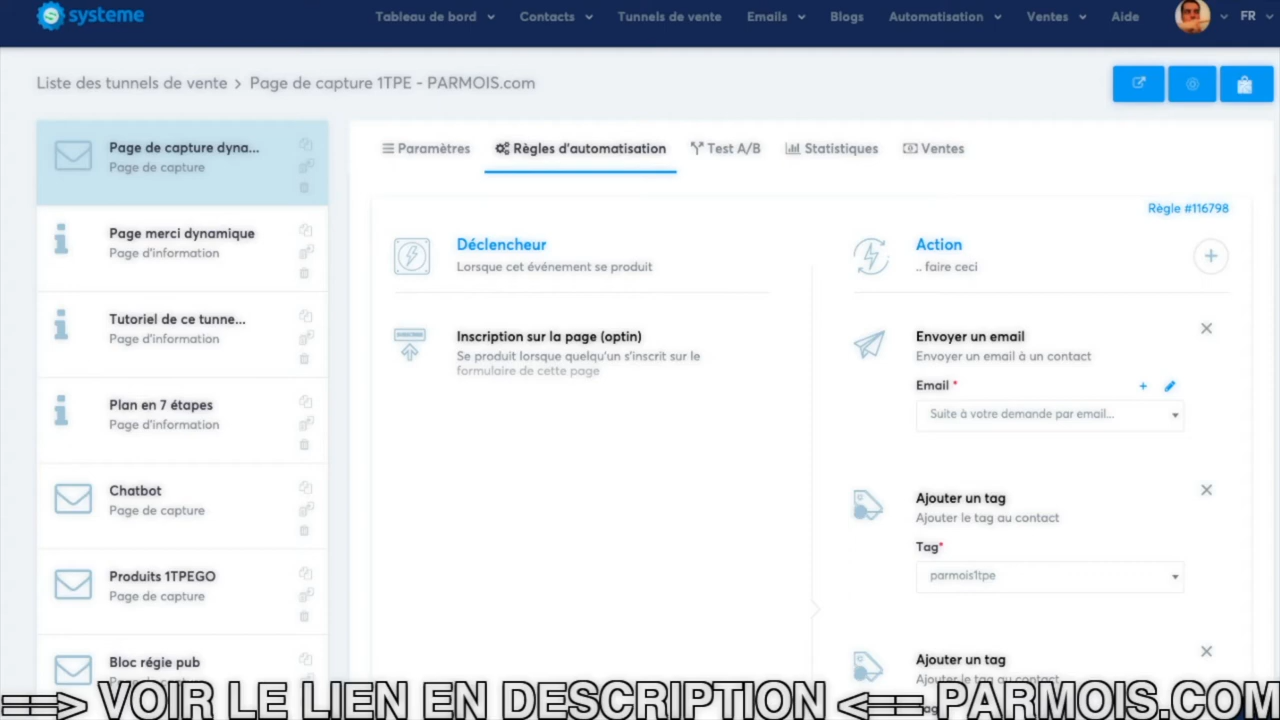 systeme
Tableau de bord Contacts Tunnels de vente Emails Blogs Automatisation Ventes Aide FR
Liste des tunnels de vente > Page de capture 1TPE - PARMOIS.com
Page de capture dyna...
Page de capture
Page merci dynamique
Page d'information
Tutoriel de ce tunne...
Page d'information
Plan en 7 étapes
Page d'information
Chatbot
Page de capture
Produits 1TPEGO
Page de capture
Bloc régie pub
Paramètres Règles d'automatisation Test A/B Statistiques Ventes
Règle #116798
Déclencheur
Lorsque cet événement se produit
Inscription sur la page (optin)
Se produit lorsque quelqu'un s'inscrit sur le
formulaire de cette page
Action
.. faire ceci
Envoyer un email
Envoyer un email à un contact
Email *
Suite à votre demande par email...
Ajouter un tag
Ajouter le tag au contact
Tag*
parmois1tpe
Ajouter un tag
Ajouter le tag au contact
==> VOIR LE LIEN EN DESCRIPTION <== PARMOIS.COM